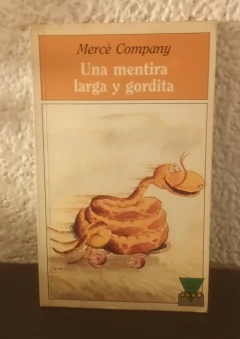 Mercè Company
Una mentira
larga y gordita